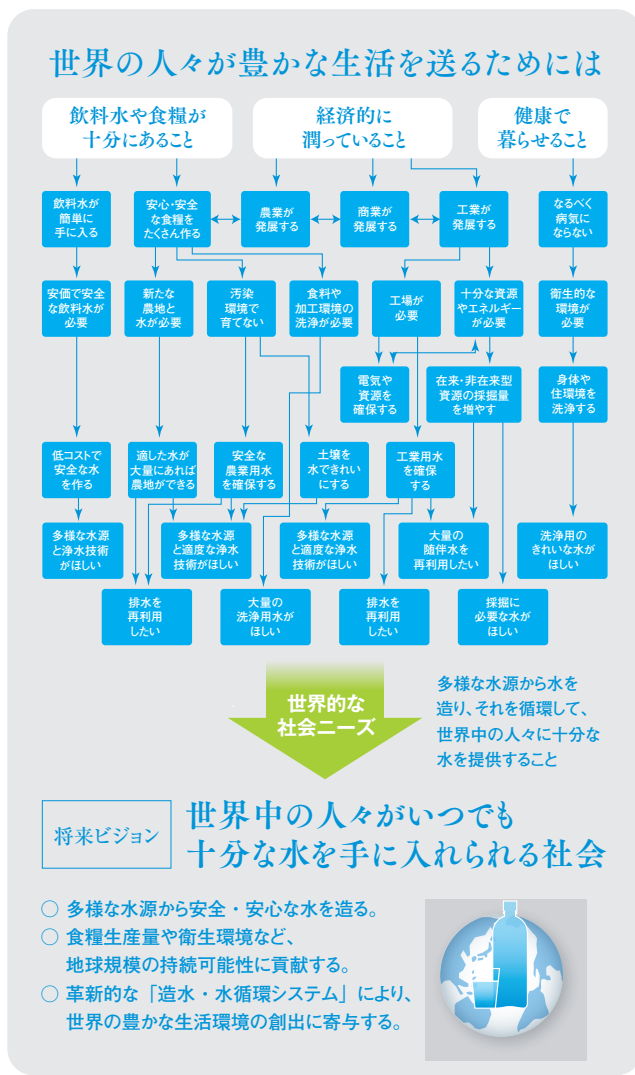 世界の人々が豊かな生活を送るためには
飲料水や食糧が
十分にあること
経済的に
潤っていること
健康で
暮らせること
飲料水が
簡単に
手に入る
安心・安全
な食糧を
たくさん作る
農業が
発展する
商業が
発展する
工業が
発展する
なるべく
病気に
ならない
安価で安全
な飲料水が
必要
新たな
農地と
水が必要
汚染
環境で
育てない
食料や
加工環境の
洗浄が必要
工場が
必要
十分な資源
やエネルギー
が必要
衛生的な
環境が
必要
電気や
資源を
確保する
在来・非在来型
資源の採掘量
を増やす
身体や
住環境を
洗浄する
低コストで
安全な水
を作る
適した水が
大量にあれば
農地ができる
安全な
農業用水
を確保する
土壌を
水できれい
にする
工業用水
を確保
する
多様な水源
と浄水技術
がほしい
多様な水源
と適度な浄水
技術がほしい
多様な水源
と適度な浄水
技術がほしい
大量の
随伴水を
再利用したい
洗浄用の
きれいな水が
ほしい
排水を
再利用
したい
大量の
洗浄用水が
ほしい
排水を
再利用
したい
採掘に
必要な水が
ほしい
世界的な
社会ニーズ
多様な水源から水を
造り、それを循環して、
世界中の人々に十分な
水を提供すること
将来ビジョン
世界中の人々がいつでも
十分な水を手に入れられる社会
○ 多様な水源から安全・安心な水を造る。
○ 食糧生産量や衛生環境など、
地球規模の持続可能性に貢献する。
○ 革新的な「造水・水循環システム」により、
世界の豊かな生活環境の創出に寄与する。